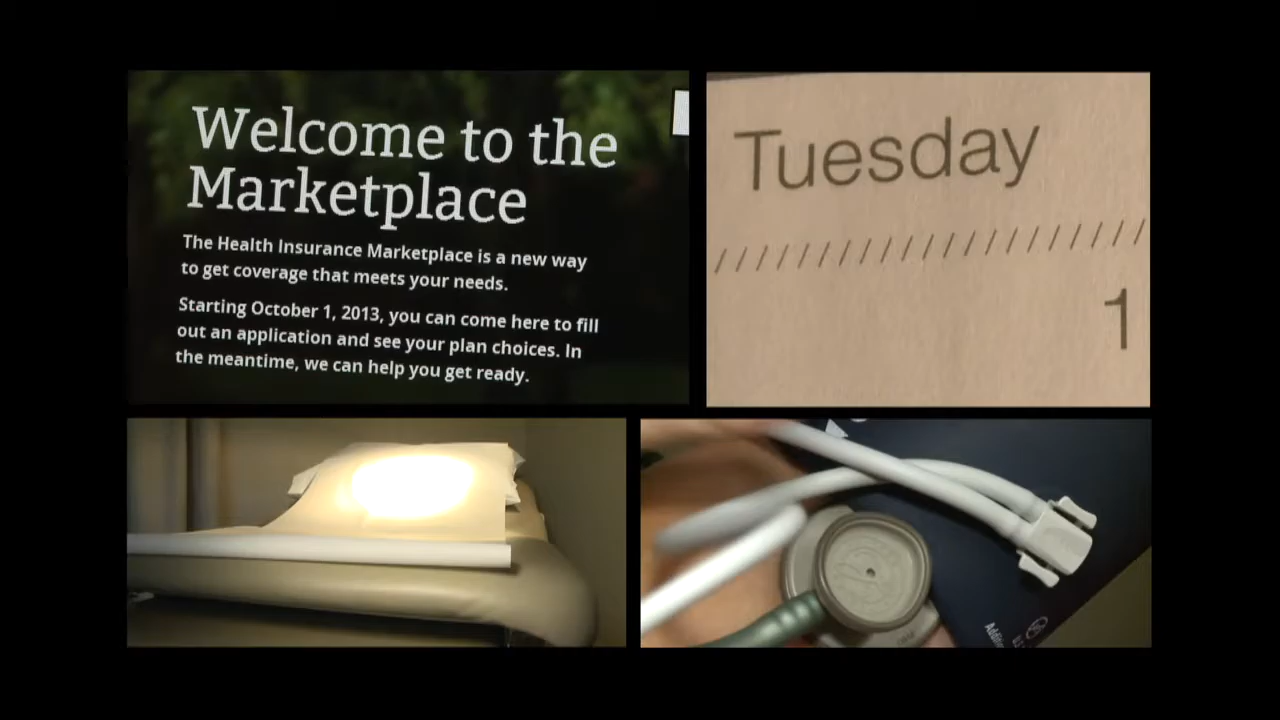 Welcome to the
Marketplace
The Health Insurance Marketplace is a new way
to get coverage that meets your needs.
Starting October 1, 2013, you can come here to fill
out an application and see your plan choices. In
the meantime, we can help you get ready.
Tuesday
1